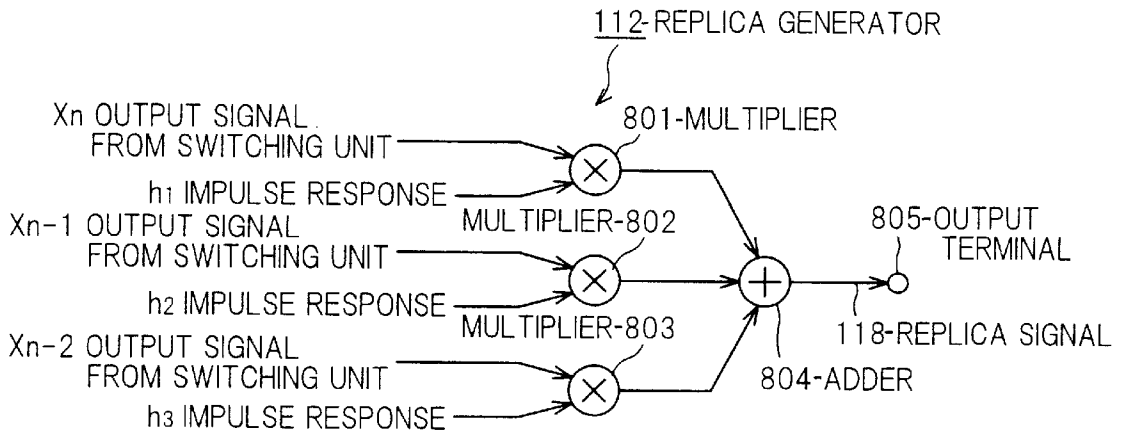 112-REPLICA GENERATOR
Xn OUTPUT SIGNAL
FROM SWITCHING UNIT
801-MULTIPLIER
h1 IMPULSE RESPONSE
MULTIPLIER-802
Xn-1 OUTPUT SIGNAL
FROM SWITCHING UNIT
805-OUTPUT
TERMINAL
h2 IMPULSE RESPONSE
MULTIPLIER-803
118-REPLICA SIGNAL
Xn-2 OUTPUT SIGNAL
FROM SWITCHING UNIT
804-ADDER
h3 IMPULSE RESPONSE